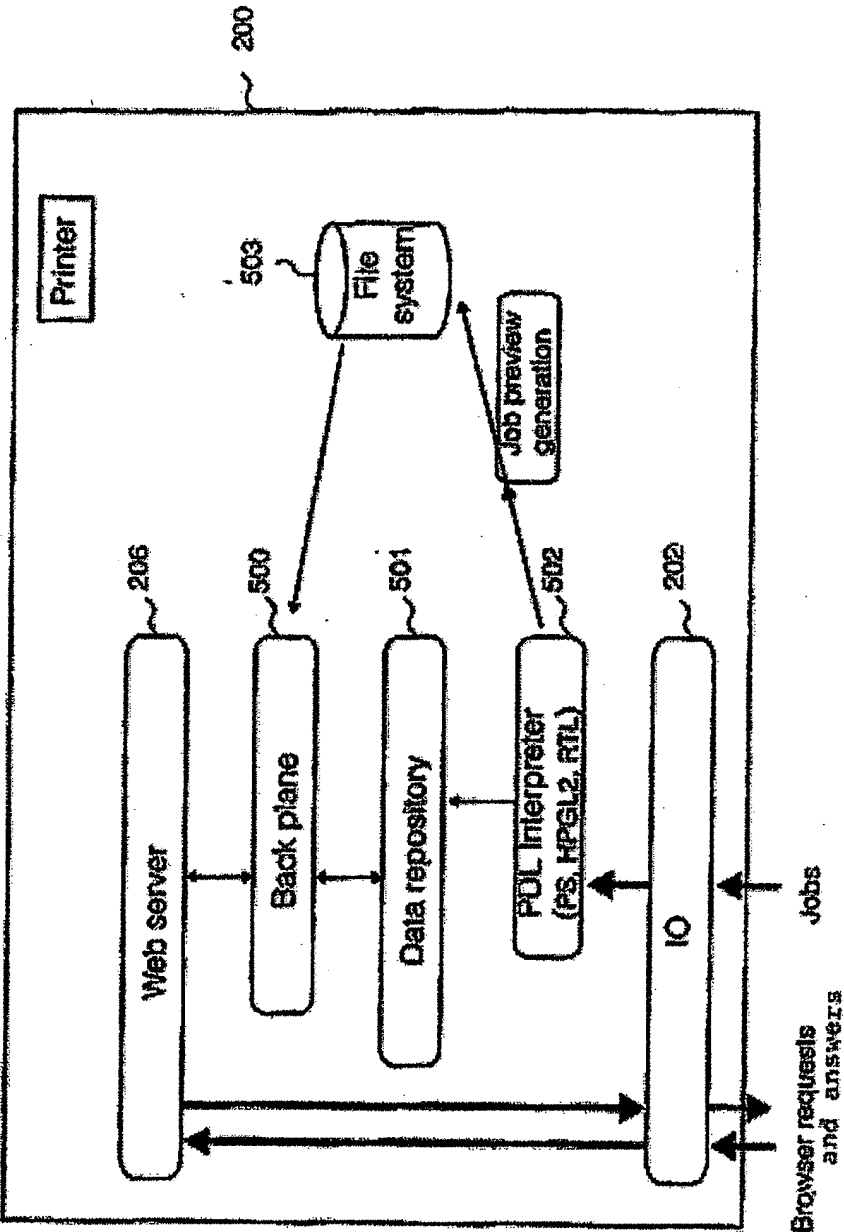 200
Printer
206
Web server
500
Back plane
503
File
system
501
Data repository
Job preview
generation
502
PDL Interpreter
(PS, HPGL2, RTL)
202
IO
Browser requests
and answers
Jobs